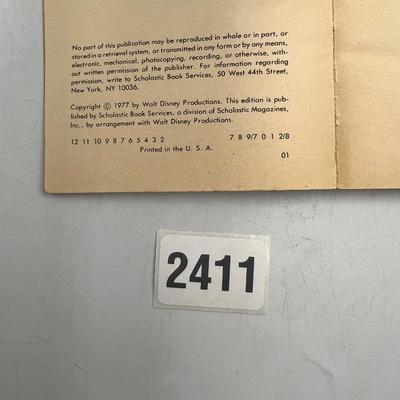 No part of this publication may be reproduced in whole or in part, or
stored in a retrieval system, or transmitted in any form or by any means,
electronic, mechanical, photocopying, recording, or otherwise, with-
out written permission of the publisher. For information regarding
permission, write to Scholastic Book Services, 50 West 44th Street,
New York, NY 10036.
Copyright © 1977 by Walt Disney Productions. This edition is pub-
lished by Scholastic Book Services, a division of Scholastic Magazines,
Inc., by arrangement with Walt Disney Productions.
12 11 10 9 8 7 6 5 4 3 2 7 8 9/7 0 1 2/8
Printed in the U. S. A.
01
2411